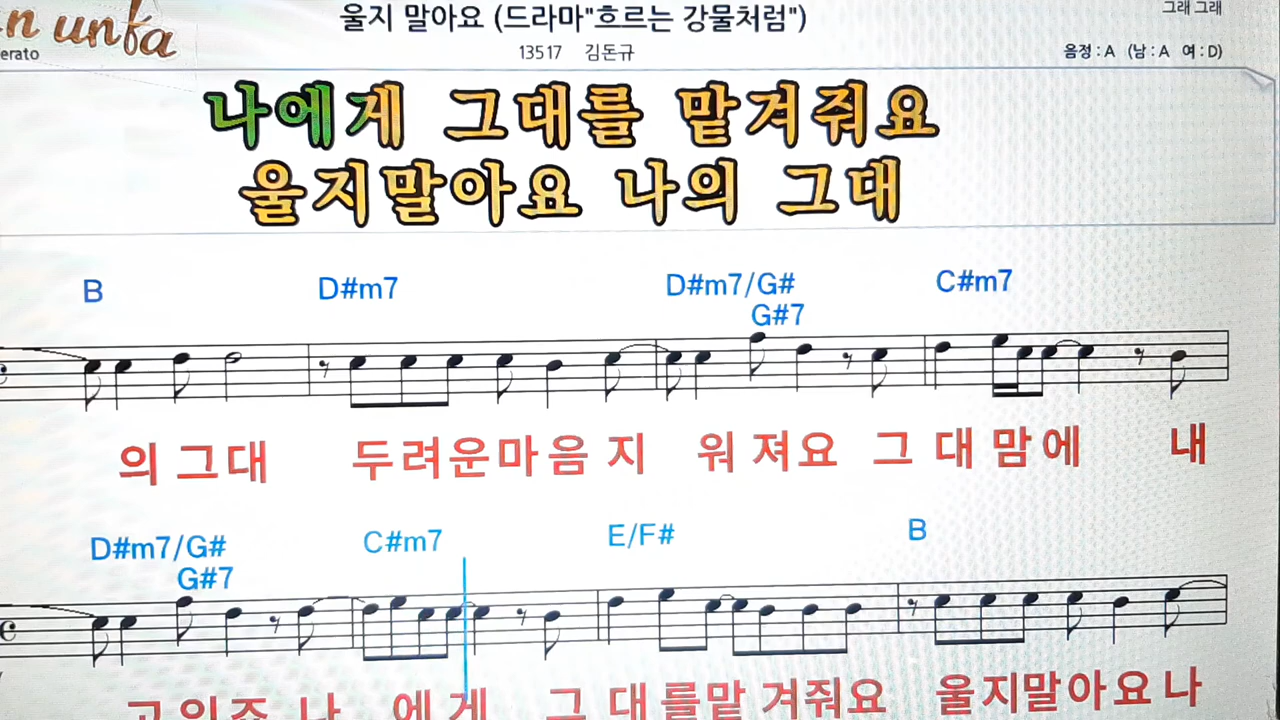 울지 말아요 (드라마"흐르는 강물처럼")
그래 그래
erato
13517 김돈규
음정 : A (남 : A 여 : D)
나에게 그대를 맡겨줘요
울지말아요 나의 그대
B D#m7 D#m7/G# C#m7
G#7
의 그대 두려운마음 지 워 져요 그 대 맘에 내
D#m7/G# C#m7 E/F# B
G#7
에 게 그 대 를맡 겨줘요 울지말아요나